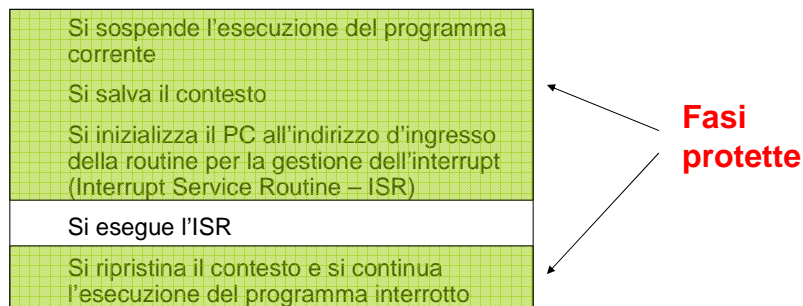 Si sospende l'esecuzione del programma
corrente
Si salva il contesto
Si inizializza il PC all'indirizzo d'ingresso
della routine per la gestione dell'interrupt
(Interrupt Service Routine – ISR)
Si esegue l'ISR
Si ripristina il contesto e si continua
l'esecuzione del programma interrotto
Fasi
protette